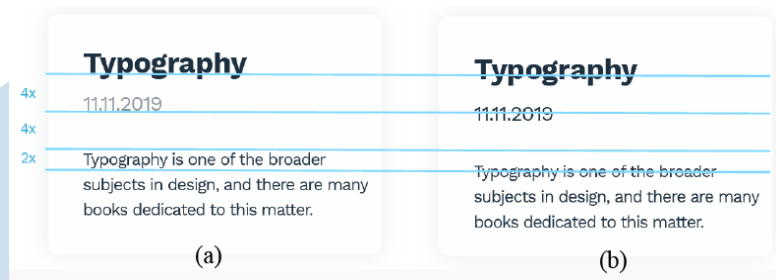 Typography
11.11.2019
4x
4x
2x
Typography is one of the broader
subjects in design, and there are many
books dedicated to this matter.
(a)
Typography
11.11.2019
Typography is one of the broader
subjects in design, and there are many
books dedicated to this matter.
(b)